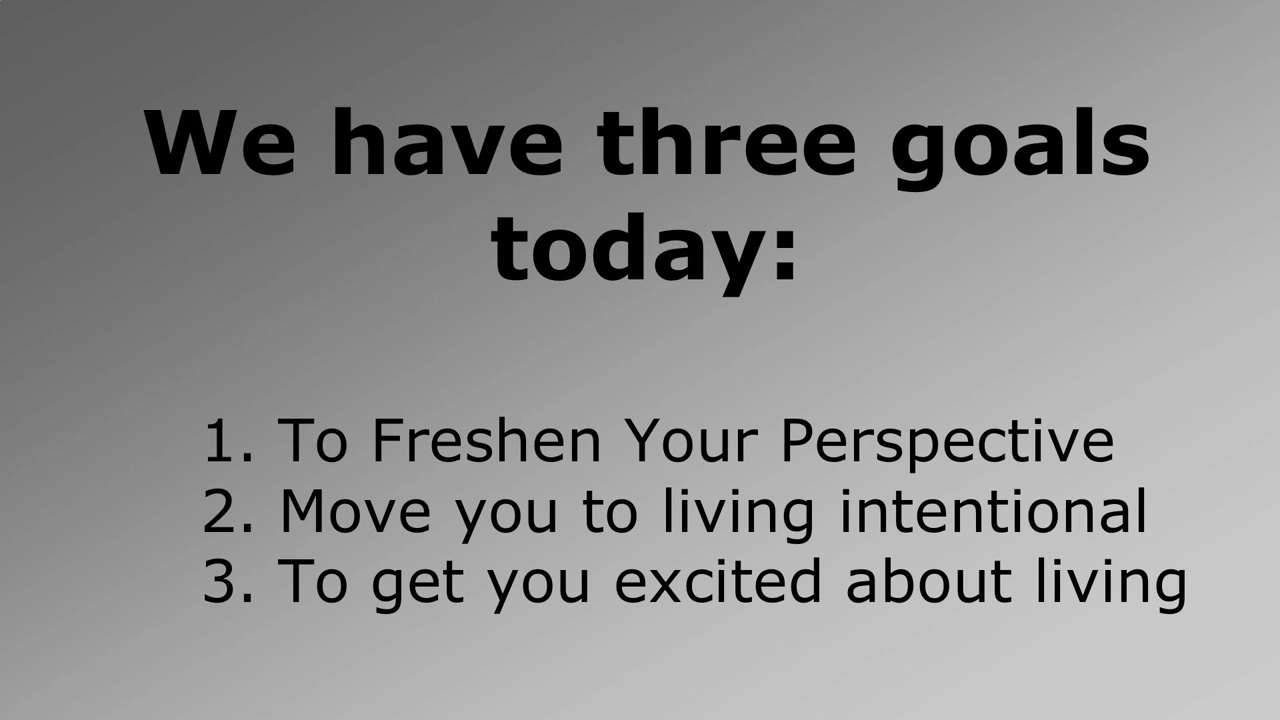 We have three goals
today:
1. To Freshen Your Perspective
2. Move you to living intentional
3. To get you excited about living